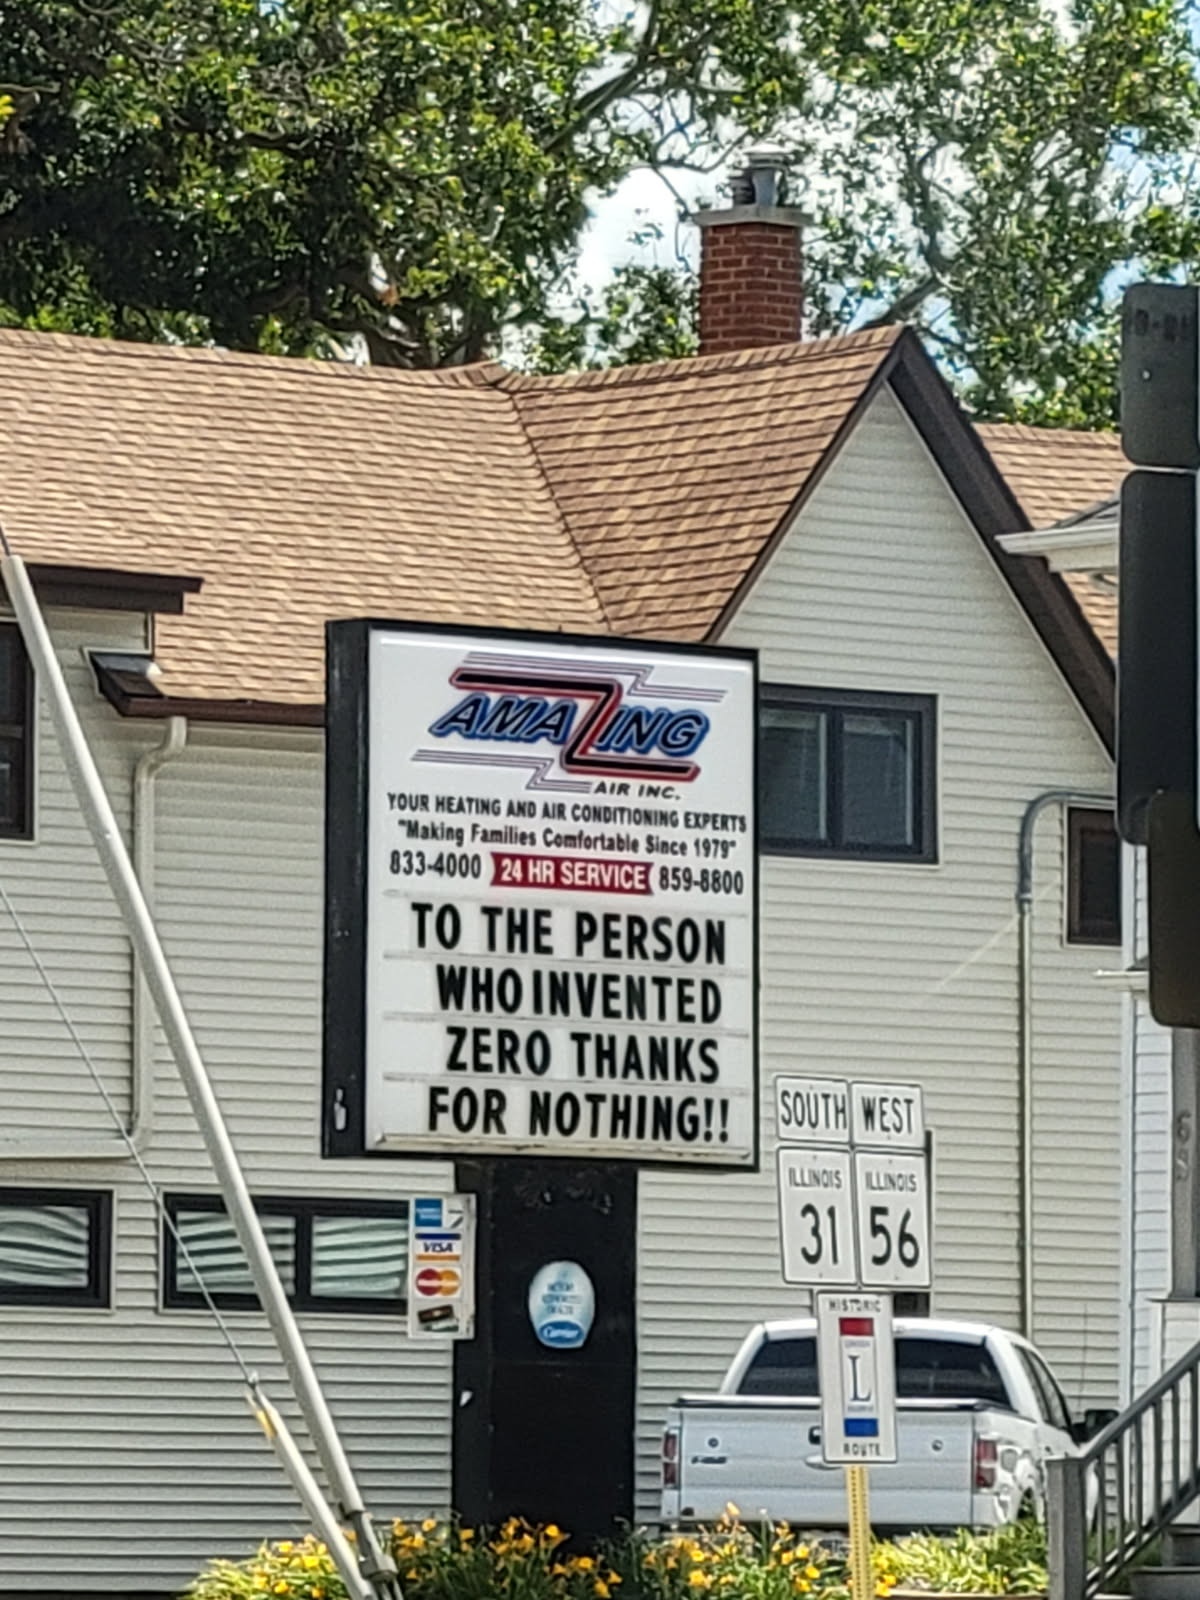 AMAZING
AIR INC.
YOUR HEATING AND AIR CONDITIONING EXPERTS
"Making Families Comfortable Since 1979"
833-4000 24 HR SERVICE 859-8800
TO THE PERSON
WHO INVENTED
ZERO THANKS
FOR NOTHING!!
SOUTH WEST
ILLINOIS ILLINOIS
31 56
VISA
Carrier
HISTORIC
L
ROUTE